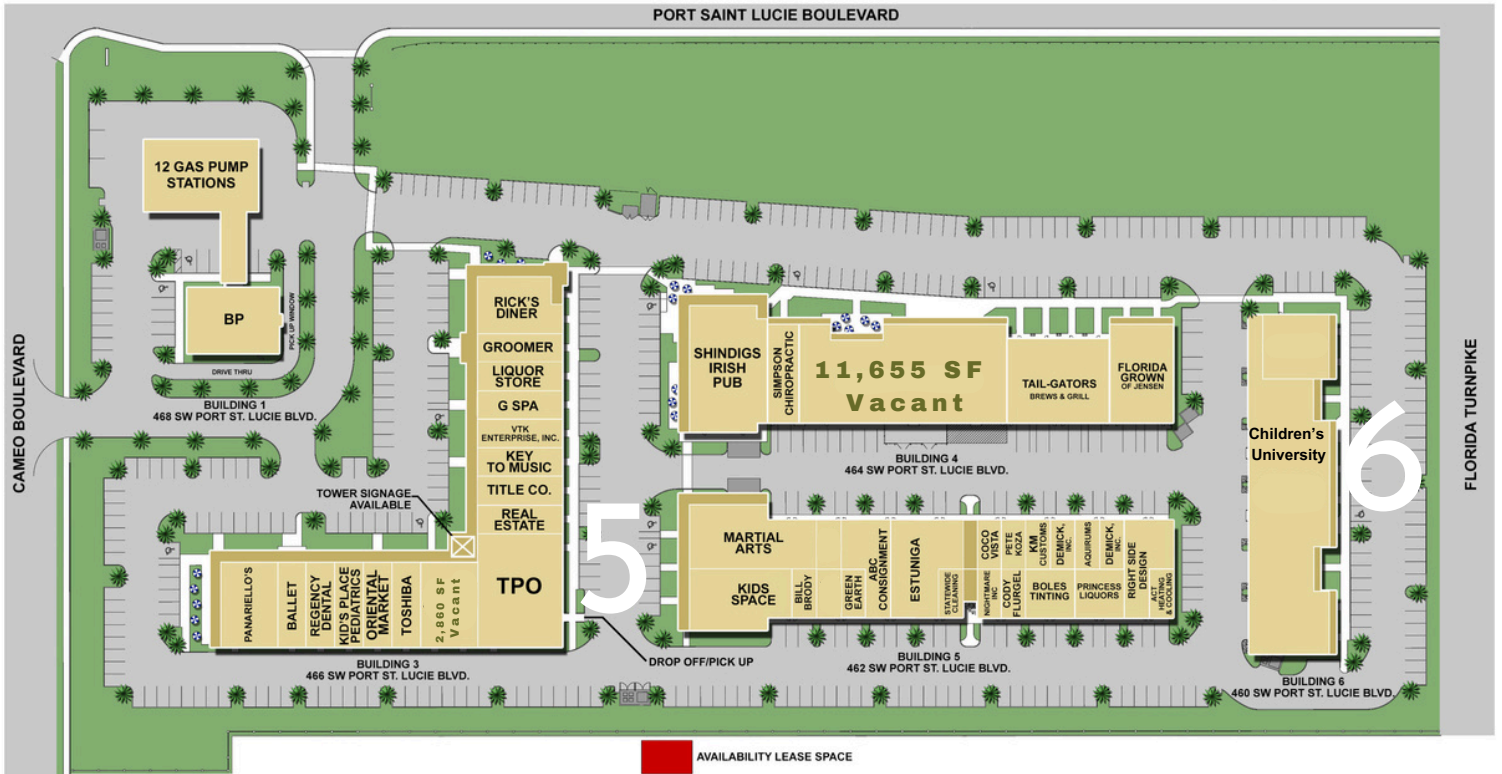 PORT SAINT LUCIE BOULEVARD
CAMEO BOULEVARD
FLORIDA TURNPIKE
12 GAS PUMP
STATIONS
BP
PICK UP WINDOW
DRIVE THRU
BUILDING 1
468 SW PORT ST. LUCIE BLVD.
RICK'S
DINER
GROOMER
LIQUOR
STORE
G SPA
VTK
ENTERPRISE, INC.
KEY
TO MUSIC
TITLE CO.
REAL
ESTATE
TPO
TOWER SIGNAGE
AVAILABLE
PANARIELLO'S
BALLET
REGENCY
DENTAL
KID'S PLACE
PEDIATRICS
ORIENTAL
MARKET
TOSHIBA
2,860 SF
Vacant
BUILDING 3
466 SW PORT ST. LUCIE BLVD.
5
DROP OFF/PICK UP
SHINDIGS
IRISH
PUB
SIMPSON
CHIROPRACTIC
11,655 SF
Vacant
TAIL-GATORS
BREWS & GRILL
FLORIDA
GROWN
OF JENSEN
BUILDING 4
464 SW PORT ST. LUCIE BLVD.
MARTIAL
ARTS
KIDS
SPACE
BILL
BRODY
GREEN
EARTH
ABC
CONSIGNMENT
ESTUNIGA
STATEWIDE
CLEANING
COCO
VISTA
PETE
KOZA
KM
CUSTOMS
DEMICK,
INC.
AQUIRUMS
DEMICK,
INC.
RIGHT SIDE
DESIGN
NIGHTMARE
INC
CODY
FLURGEL
BOLES
TINTING
PRINCESS
LIQUORS
ACT
HEATING
& COOLING
BUILDING 5
462 SW PORT ST. LUCIE BLVD.
Children's
University
6
BUILDING 6
460 SW PORT ST. LUCIE BLVD.
AVAILABILITY LEASE SPACE